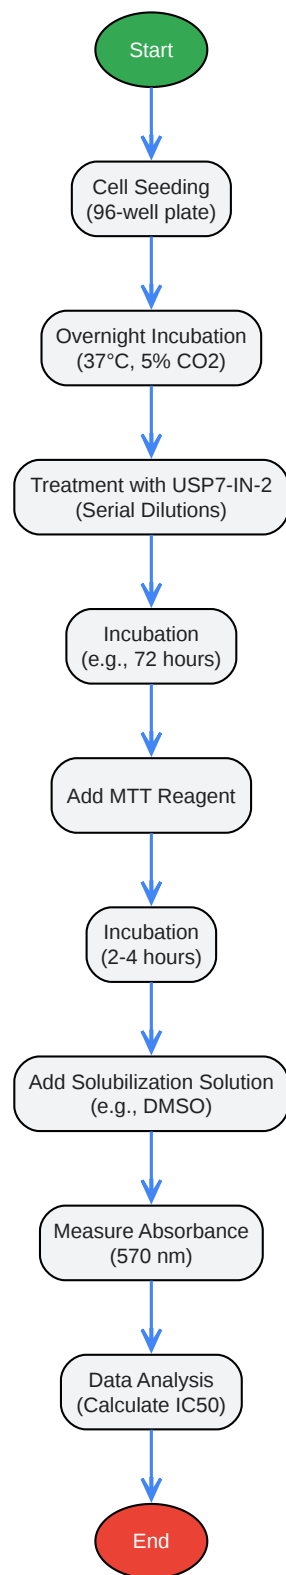 Start
Cell Seeding
(96-well plate)
Overnight Incubation
(37°C, 5% CO2)
Treatment with USP7-IN-2
(Serial Dilutions)
Incubation
(e.g., 72 hours)
Add MTT Reagent
Incubation
(2-4 hours)
Add Solubilization Solution
(e.g., DMSO)
Measure Absorbance
(570 nm)
Data Analysis
(Calculate IC50)
End